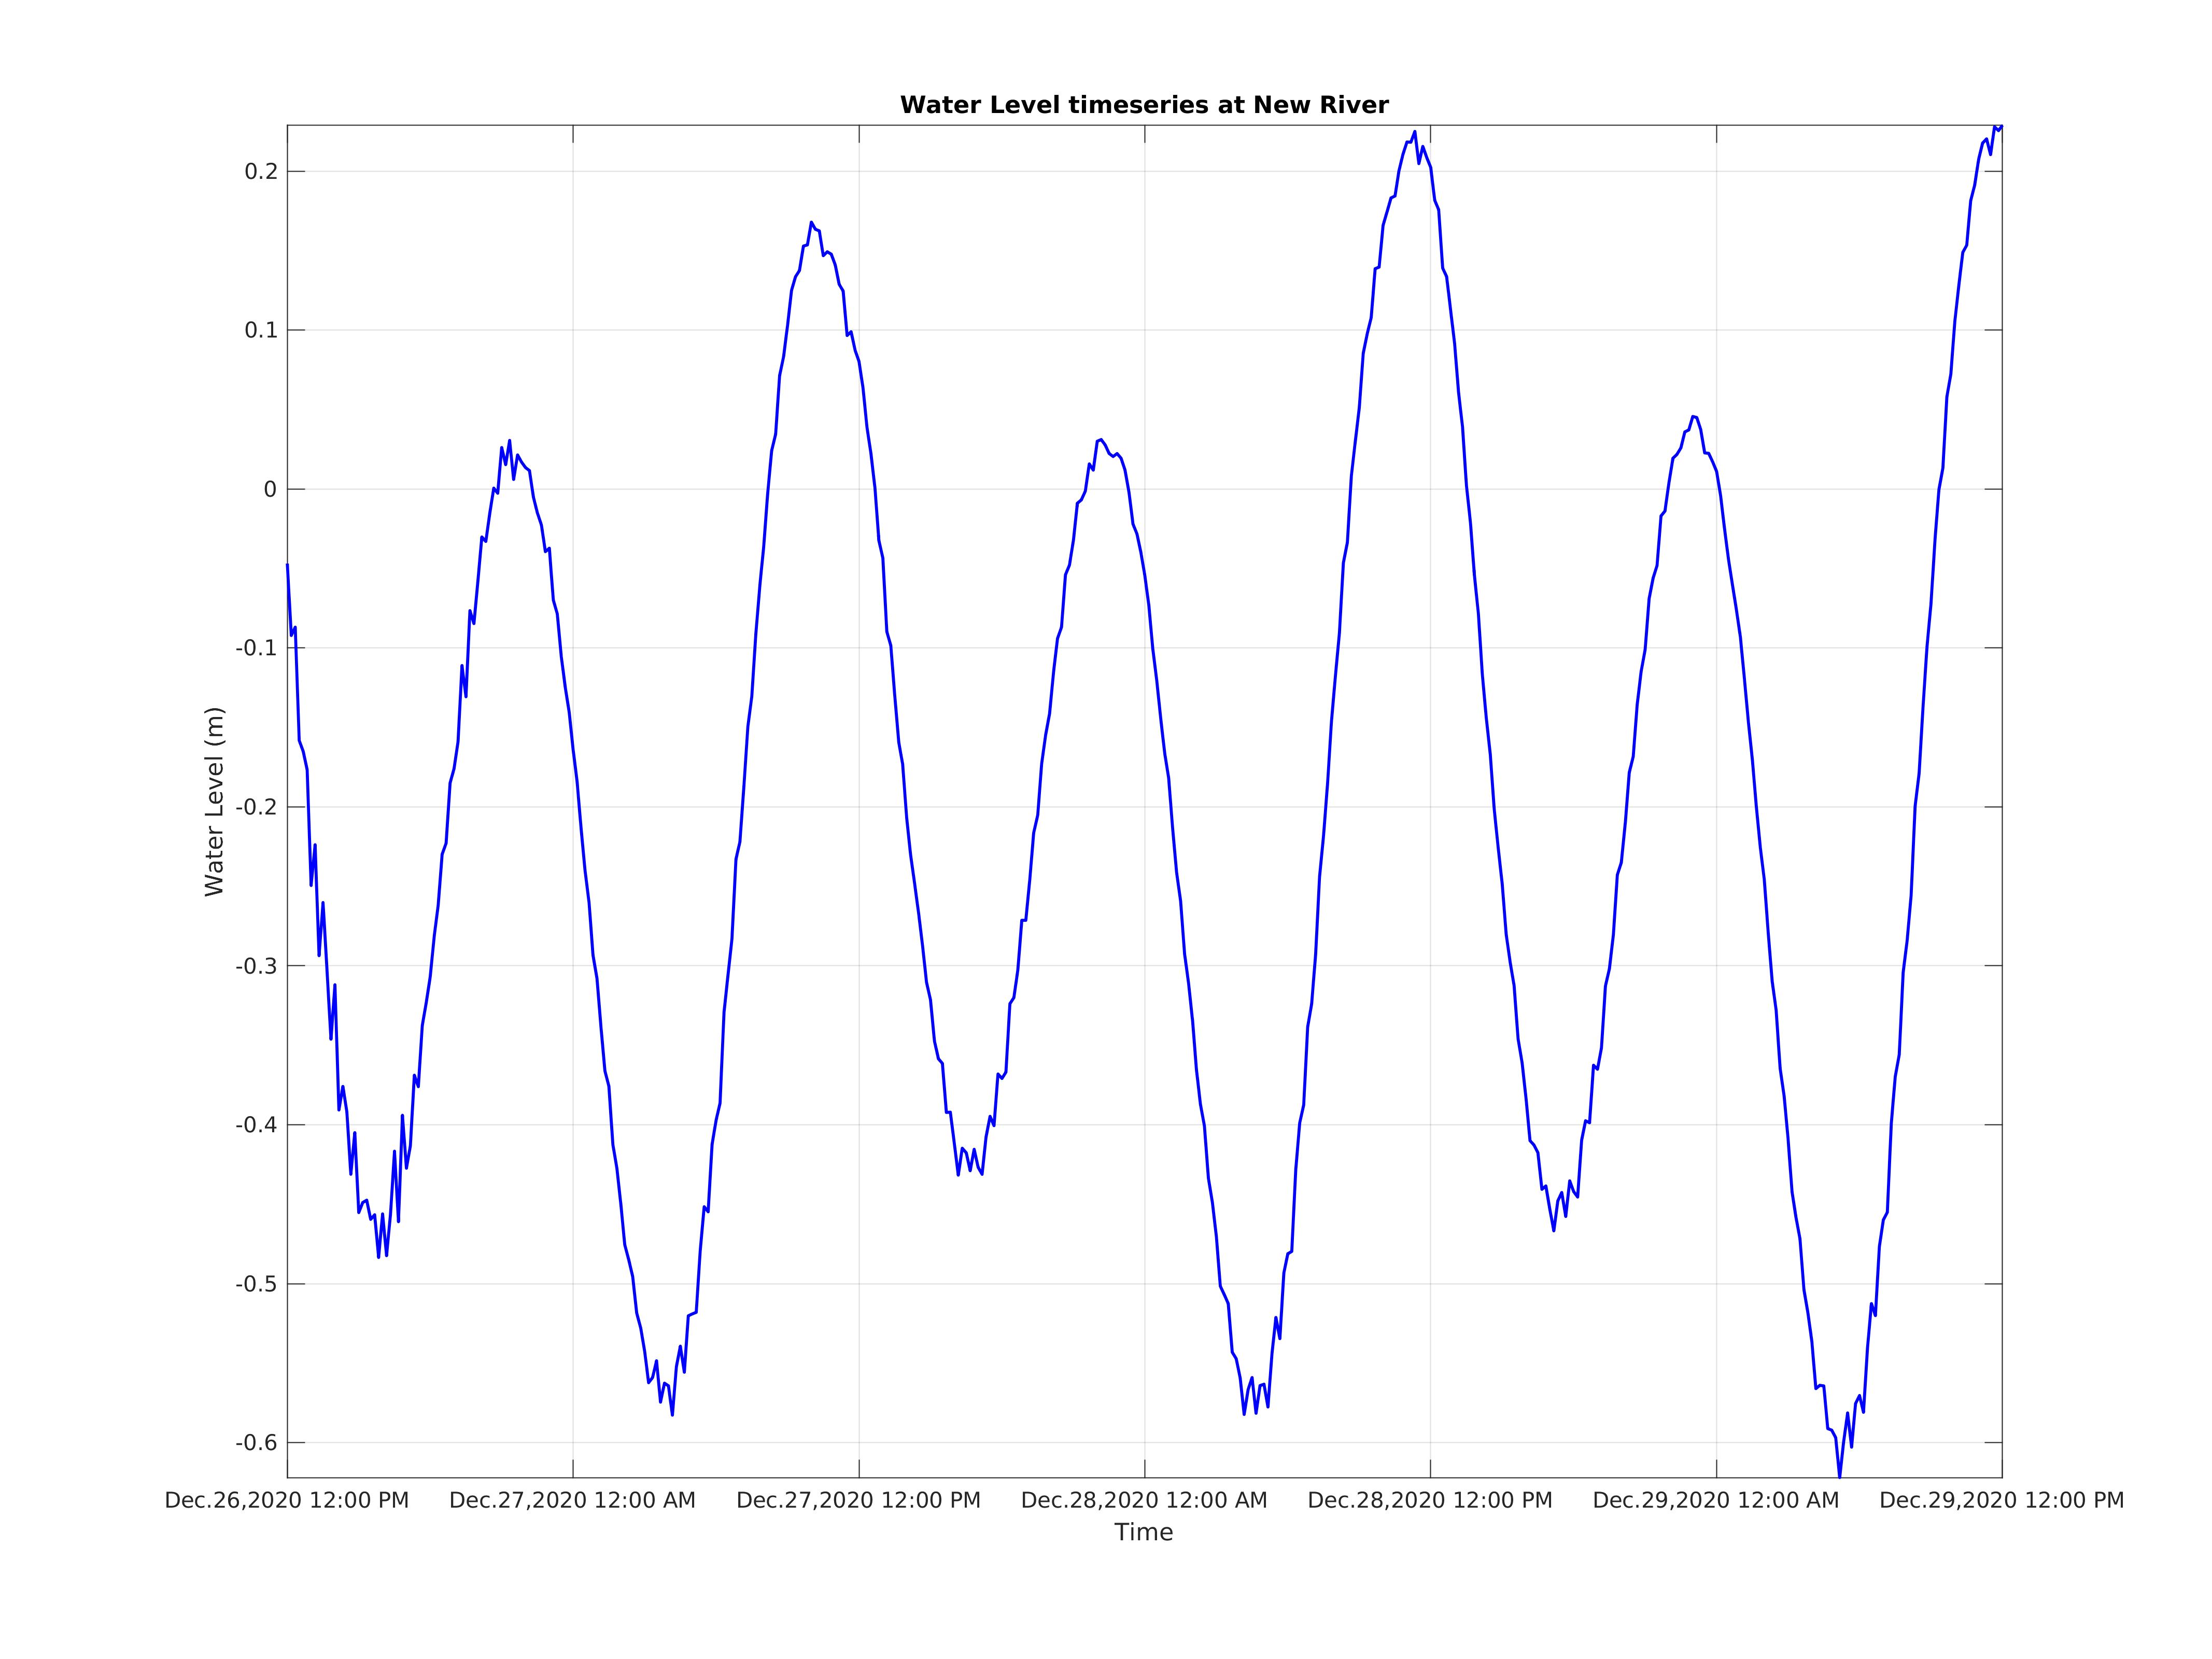 Water Level timeseries at New River
0.2
0.1
0
-0.1
-0.2
-0.3
-0.4
-0.5
-0.6
Water Level (m)
Dec.26,2020 12:00 PM Dec.27,2020 12:00 AM Dec.27,2020 12:00 PM Dec.28,2020 12:00 AM Dec.28,2020 12:00 PM Dec.29,2020 12:00 AM Dec.29,2020 12:00 PM
Time